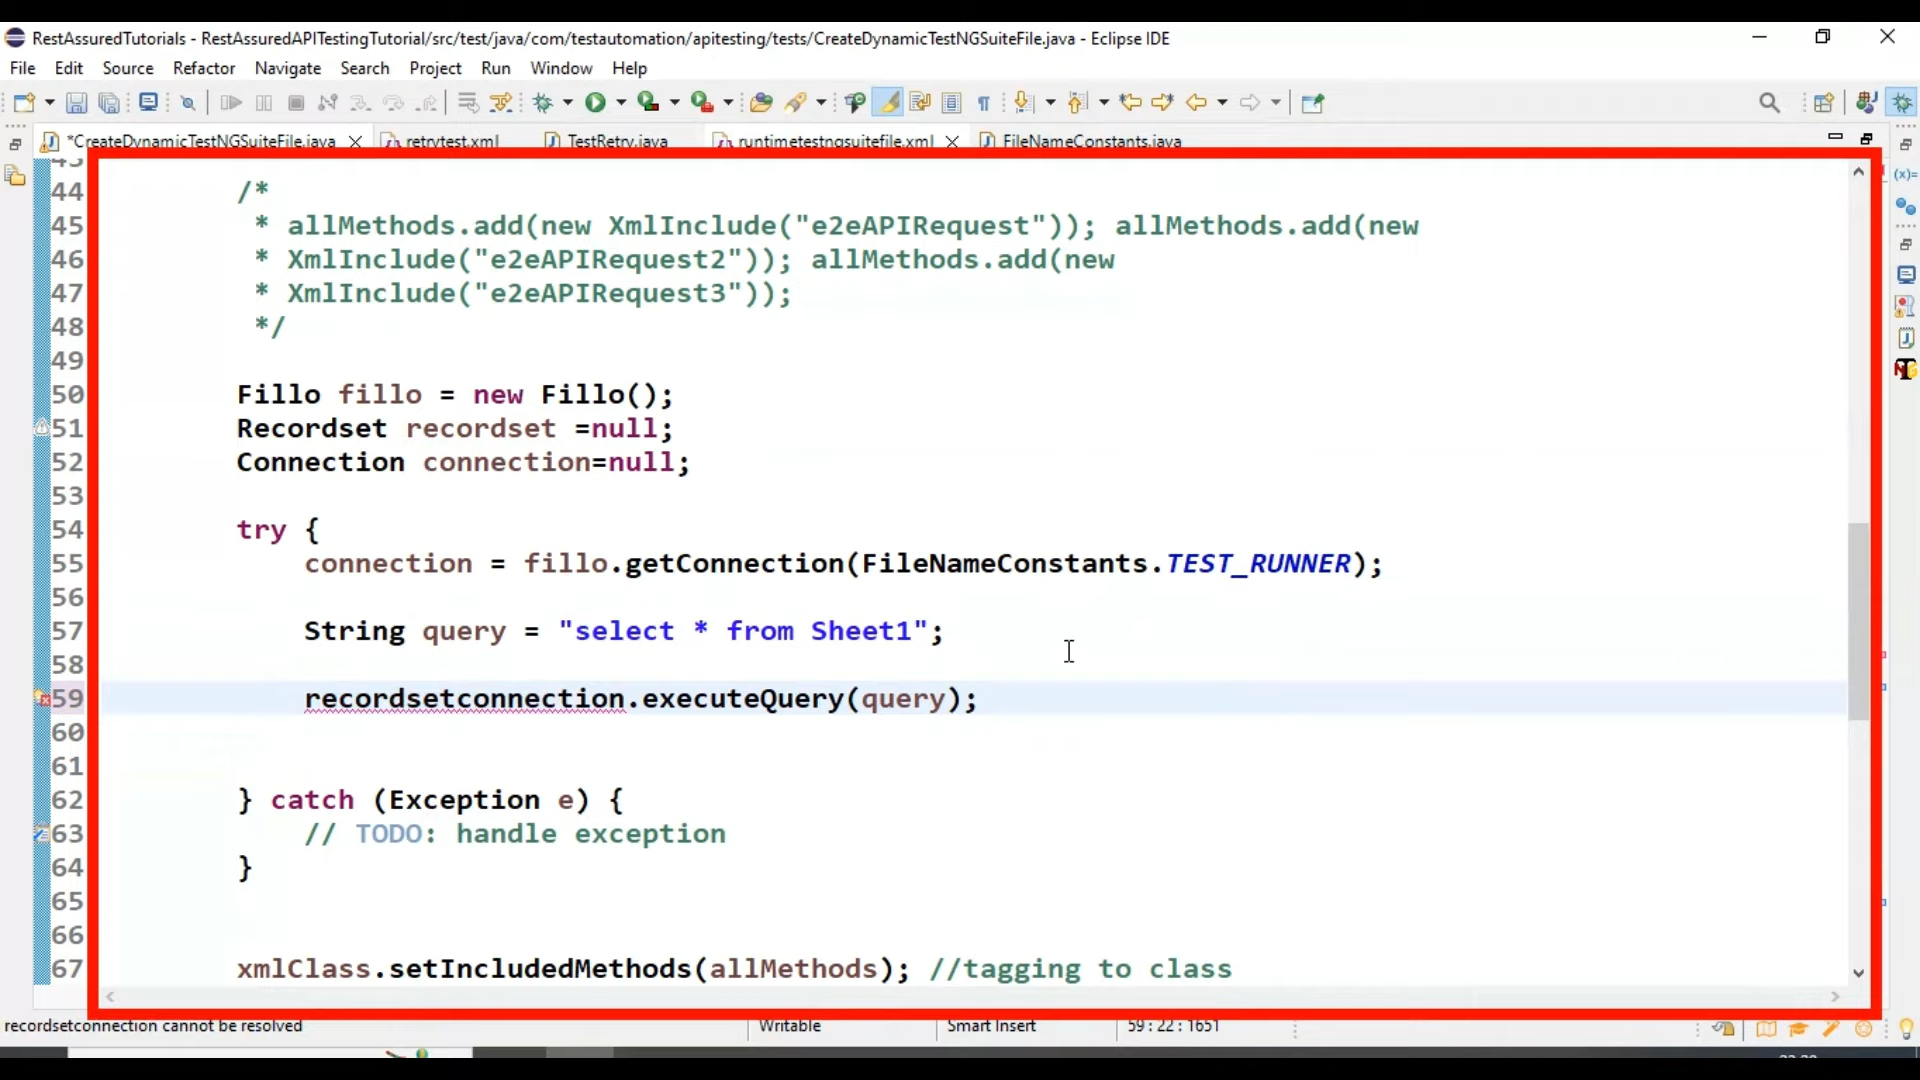 RestAssuredTutorials - RestAssuredAPITestingTutorial/src/test/java/com/testautomation/apitesting/tests/CreateDynamicTestNGSuiteFile.java - Eclipse IDE
File Edit Source Refactor Navigate Search Project Run Window Help
*CreateDynamicTestNGSuiteFile.java retrytest.xml TestRetry.java runtimetestngsuitefile.xml FileNameConstants.java
44 /*
45 * allMethods.add(new XmlInclude("e2eAPIRequest")); allMethods.add(new
46 * XmlInclude("e2eAPIRequest2")); allMethods.add(new
47 * XmlInclude("e2eAPIRequest3"));
48 */
49
50 Fillo fillo = new Fillo();
51 Recordset recordset =null;
52 Connection connection=null;
53
54 try {
55 connection = fillo.getConnection(FileNameConstants.TEST_RUNNER);
56
57 String query = "select * from Sheet1";
58
59 recordsetconnection.executeQuery(query);
60
61
62 } catch (Exception e) {
63 // TODO: handle exception
64 }
65
66
67 xmlClass.setIncludedMethods(allMethods); //tagging to class
recordsetconnection cannot be resolved Writable Smart Insert 59 : 22 : 1651